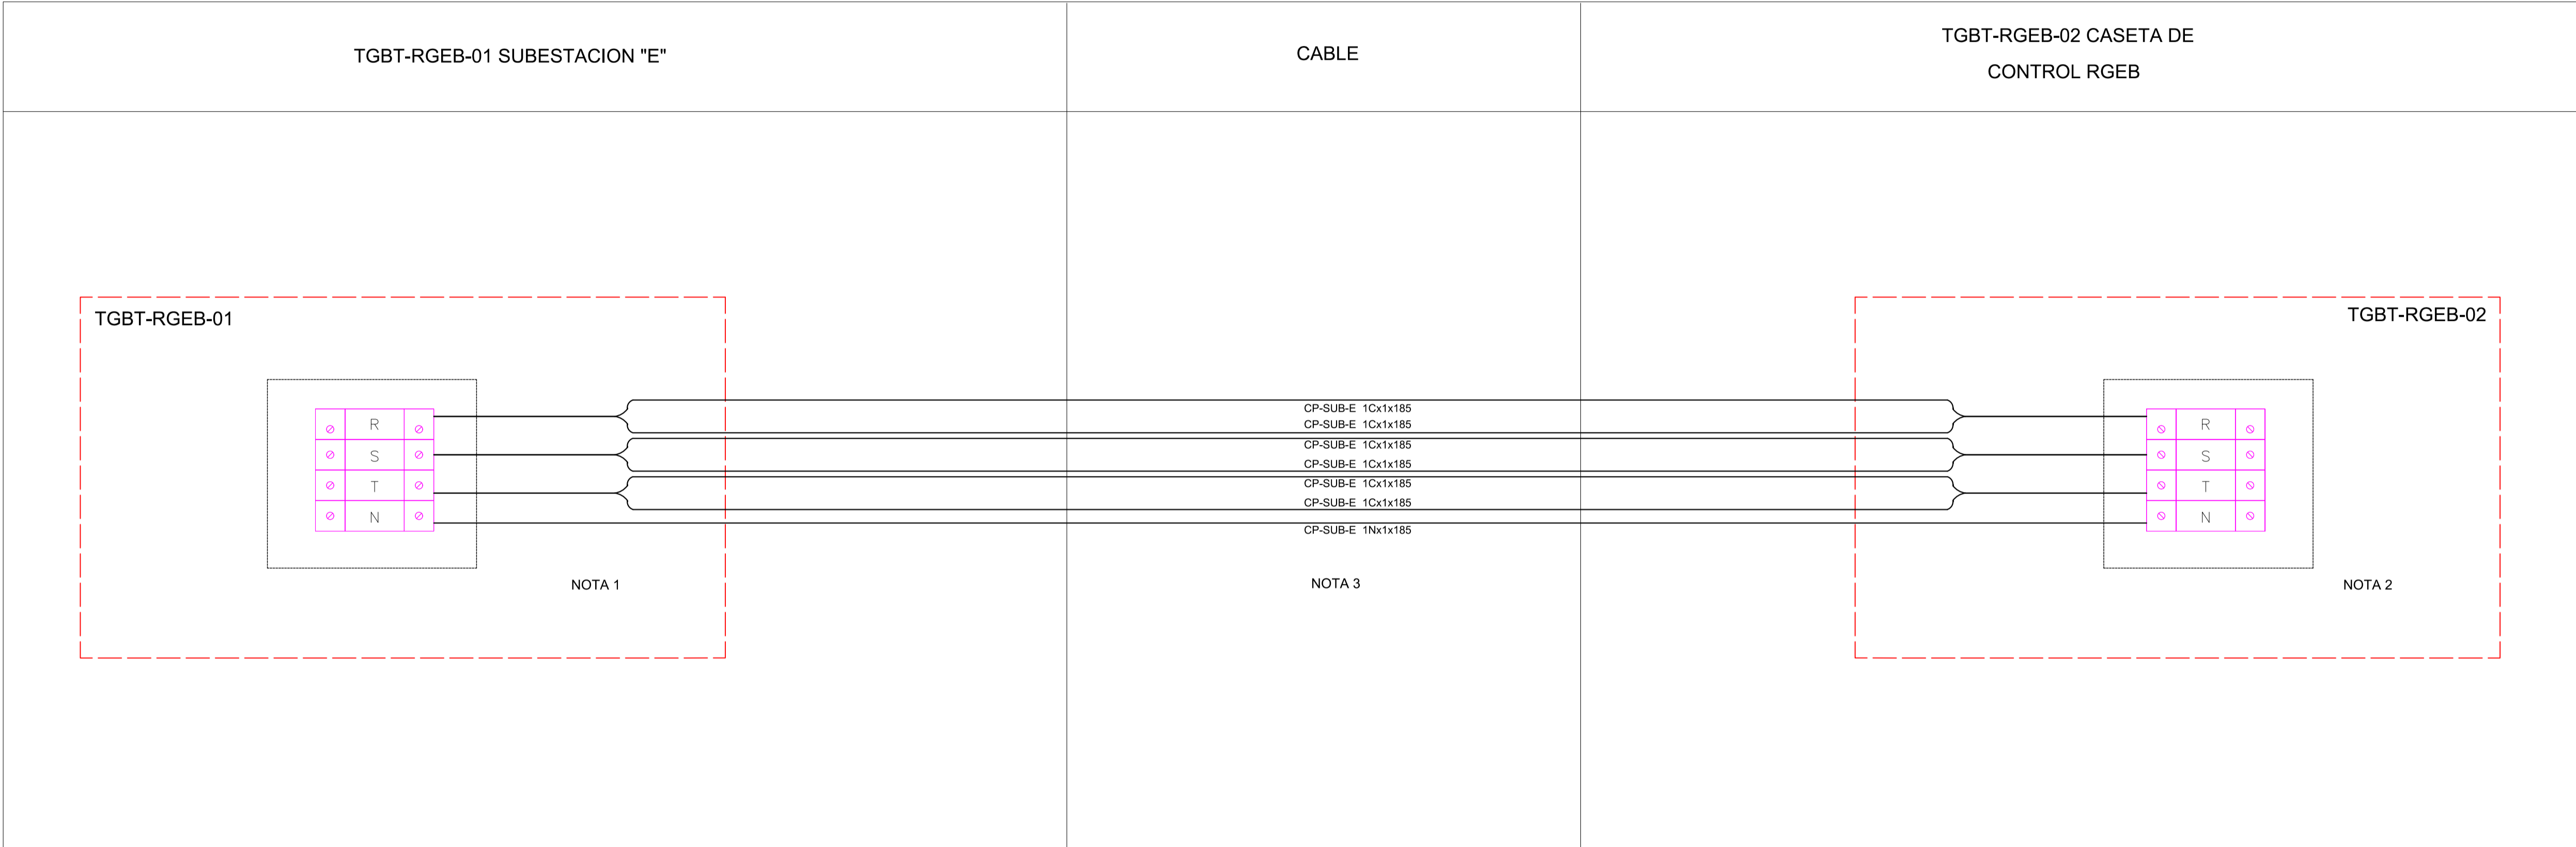 TGBT-RGEB-01 SUBESTACION "E"
CABLE
TGBT-RGEB-02 CASETA DE
CONTROL RGEB
TGBT-RGEB-01
R
S
T
N
NOTA 1
CP-SUB-E 1Cx1x185
CP-SUB-E 1Cx1x185
CP-SUB-E 1Cx1x185
CP-SUB-E 1Cx1x185
CP-SUB-E 1Cx1x185
CP-SUB-E 1Cx1x185
CP-SUB-E 1Nx1x185
NOTA 3
TGBT-RGEB-02
R
S
T
N
NOTA 2